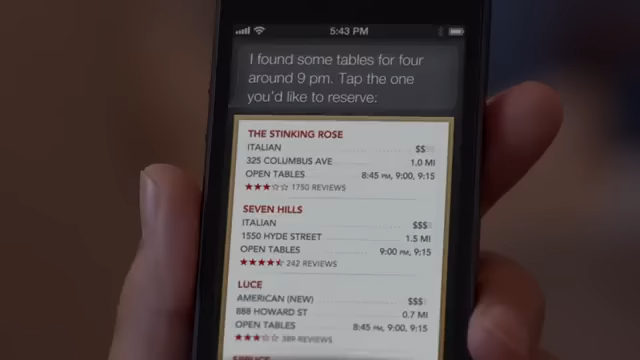 5:43 PM
I found some tables for four
around 9 pm. Tap the one
you'd like to reserve:
THE STINKING ROSE
ITALIAN $$
325 COLUMBUS AVE 1.0 MI
OPEN TABLES 8:45 PM, 9:00, 9:15
1750 REVIEWS
SEVEN HILLS
ITALIAN $$$
1550 HYDE STREET 1.5 MI
OPEN TABLES 9:00 PM, 9:15
242 REVIEWS
LUCE
AMERICAN (NEW) $$$
888 HOWARD ST 0.7 MI
OPEN TABLES 8:45 PM, 9:00, 9:15
389 REVIEWS
SPRUCE